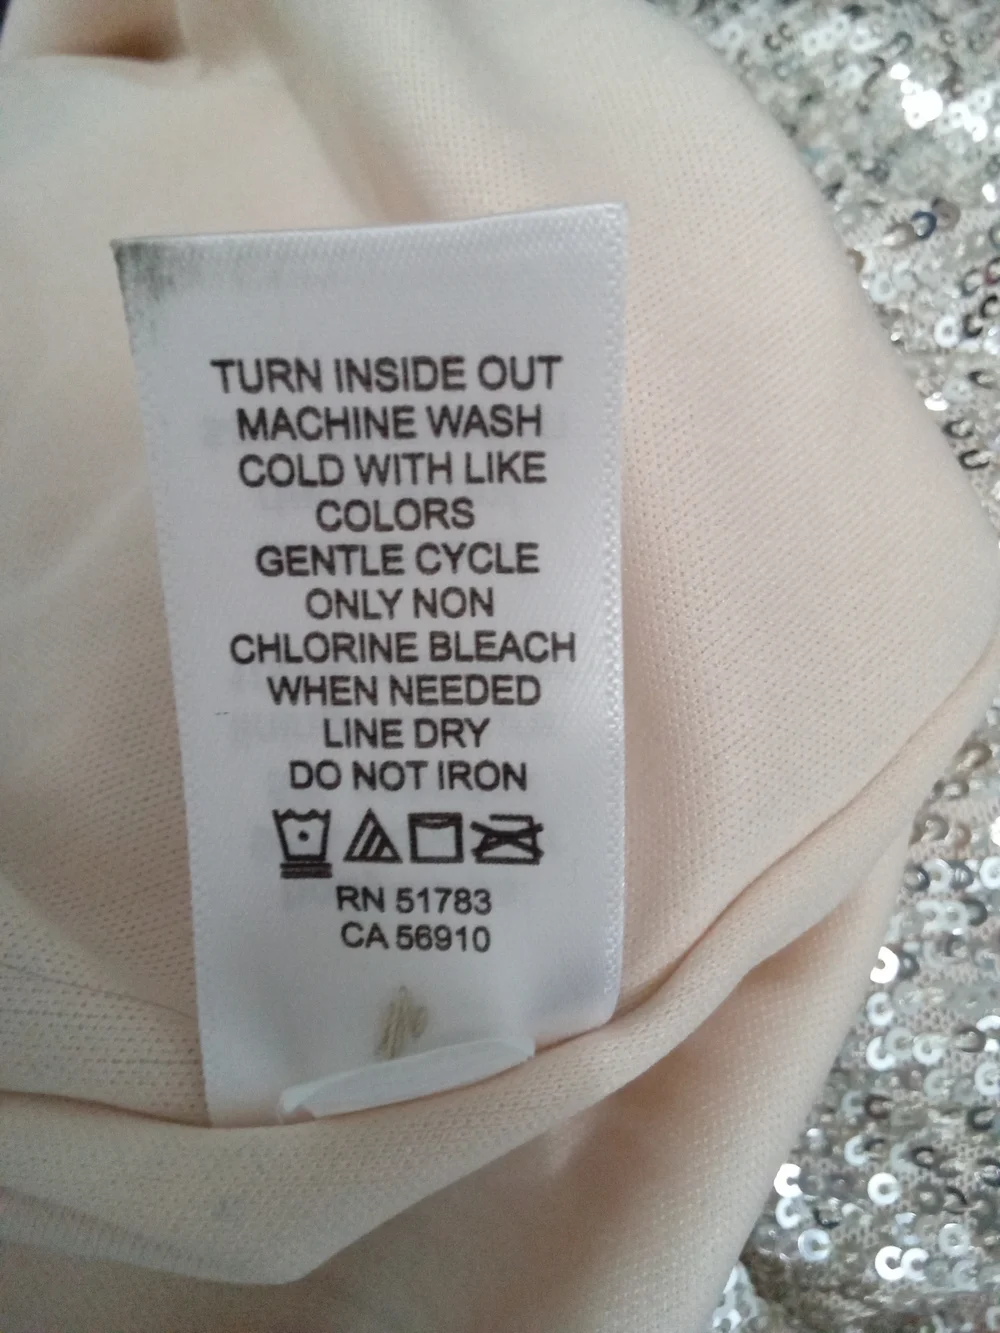 TURN INSIDE OUT
MACHINE WASH
COLD WITH LIKE
COLORS
GENTLE CYCLE
ONLY NON
CHLORINE BLEACH
WHEN NEEDED
LINE DRY
DO NOT IRON
RN 51783
CA 56910